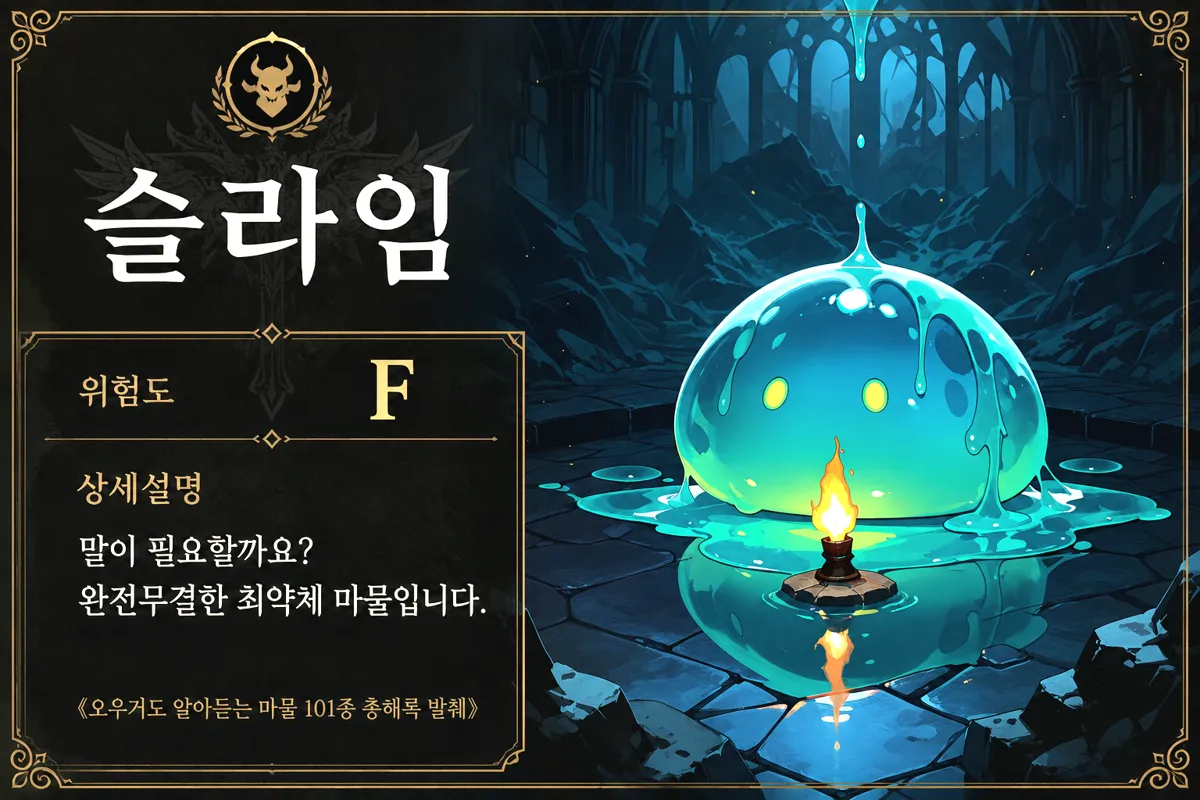 슬라임
위험도
F
상세설명
말이 필요할까요?
완전무결한 최약체 마물입니다.
《오우거도 알아듣는 마물 101종 총해록 발췌》